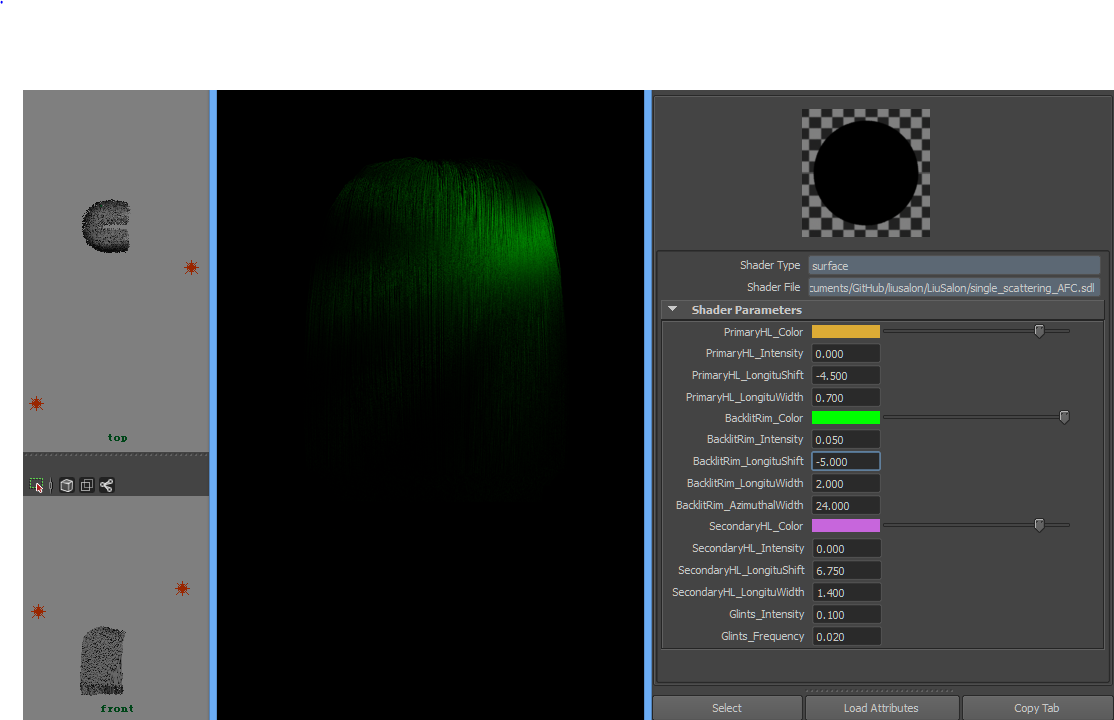 top
front
Shader Type surface
Shader File cuments/GitHub/liusalon/LiuSalon/single_scattering_AFC.sdl
Shader Parameters
PrimaryHL_Color
PrimaryHL_Intensity 0.000
PrimaryHL_LongituShift -4.500
PrimaryHL_LongituWidth 0.700
BacklitRim_Color
BacklitRim_Intensity 0.050
BacklitRim_LongituShift -5.000
BacklitRim_LongituWidth 2.000
BacklitRim_AzimuthalWidth 24.000
SecondaryHL_Color
SecondaryHL_Intensity 0.000
SecondaryHL_LongituShift 6.750
SecondaryHL_LongituWidth 1.400
Glints_Intensity 0.100
Glints_Frequency 0.020
Select Load Attributes Copy Tab